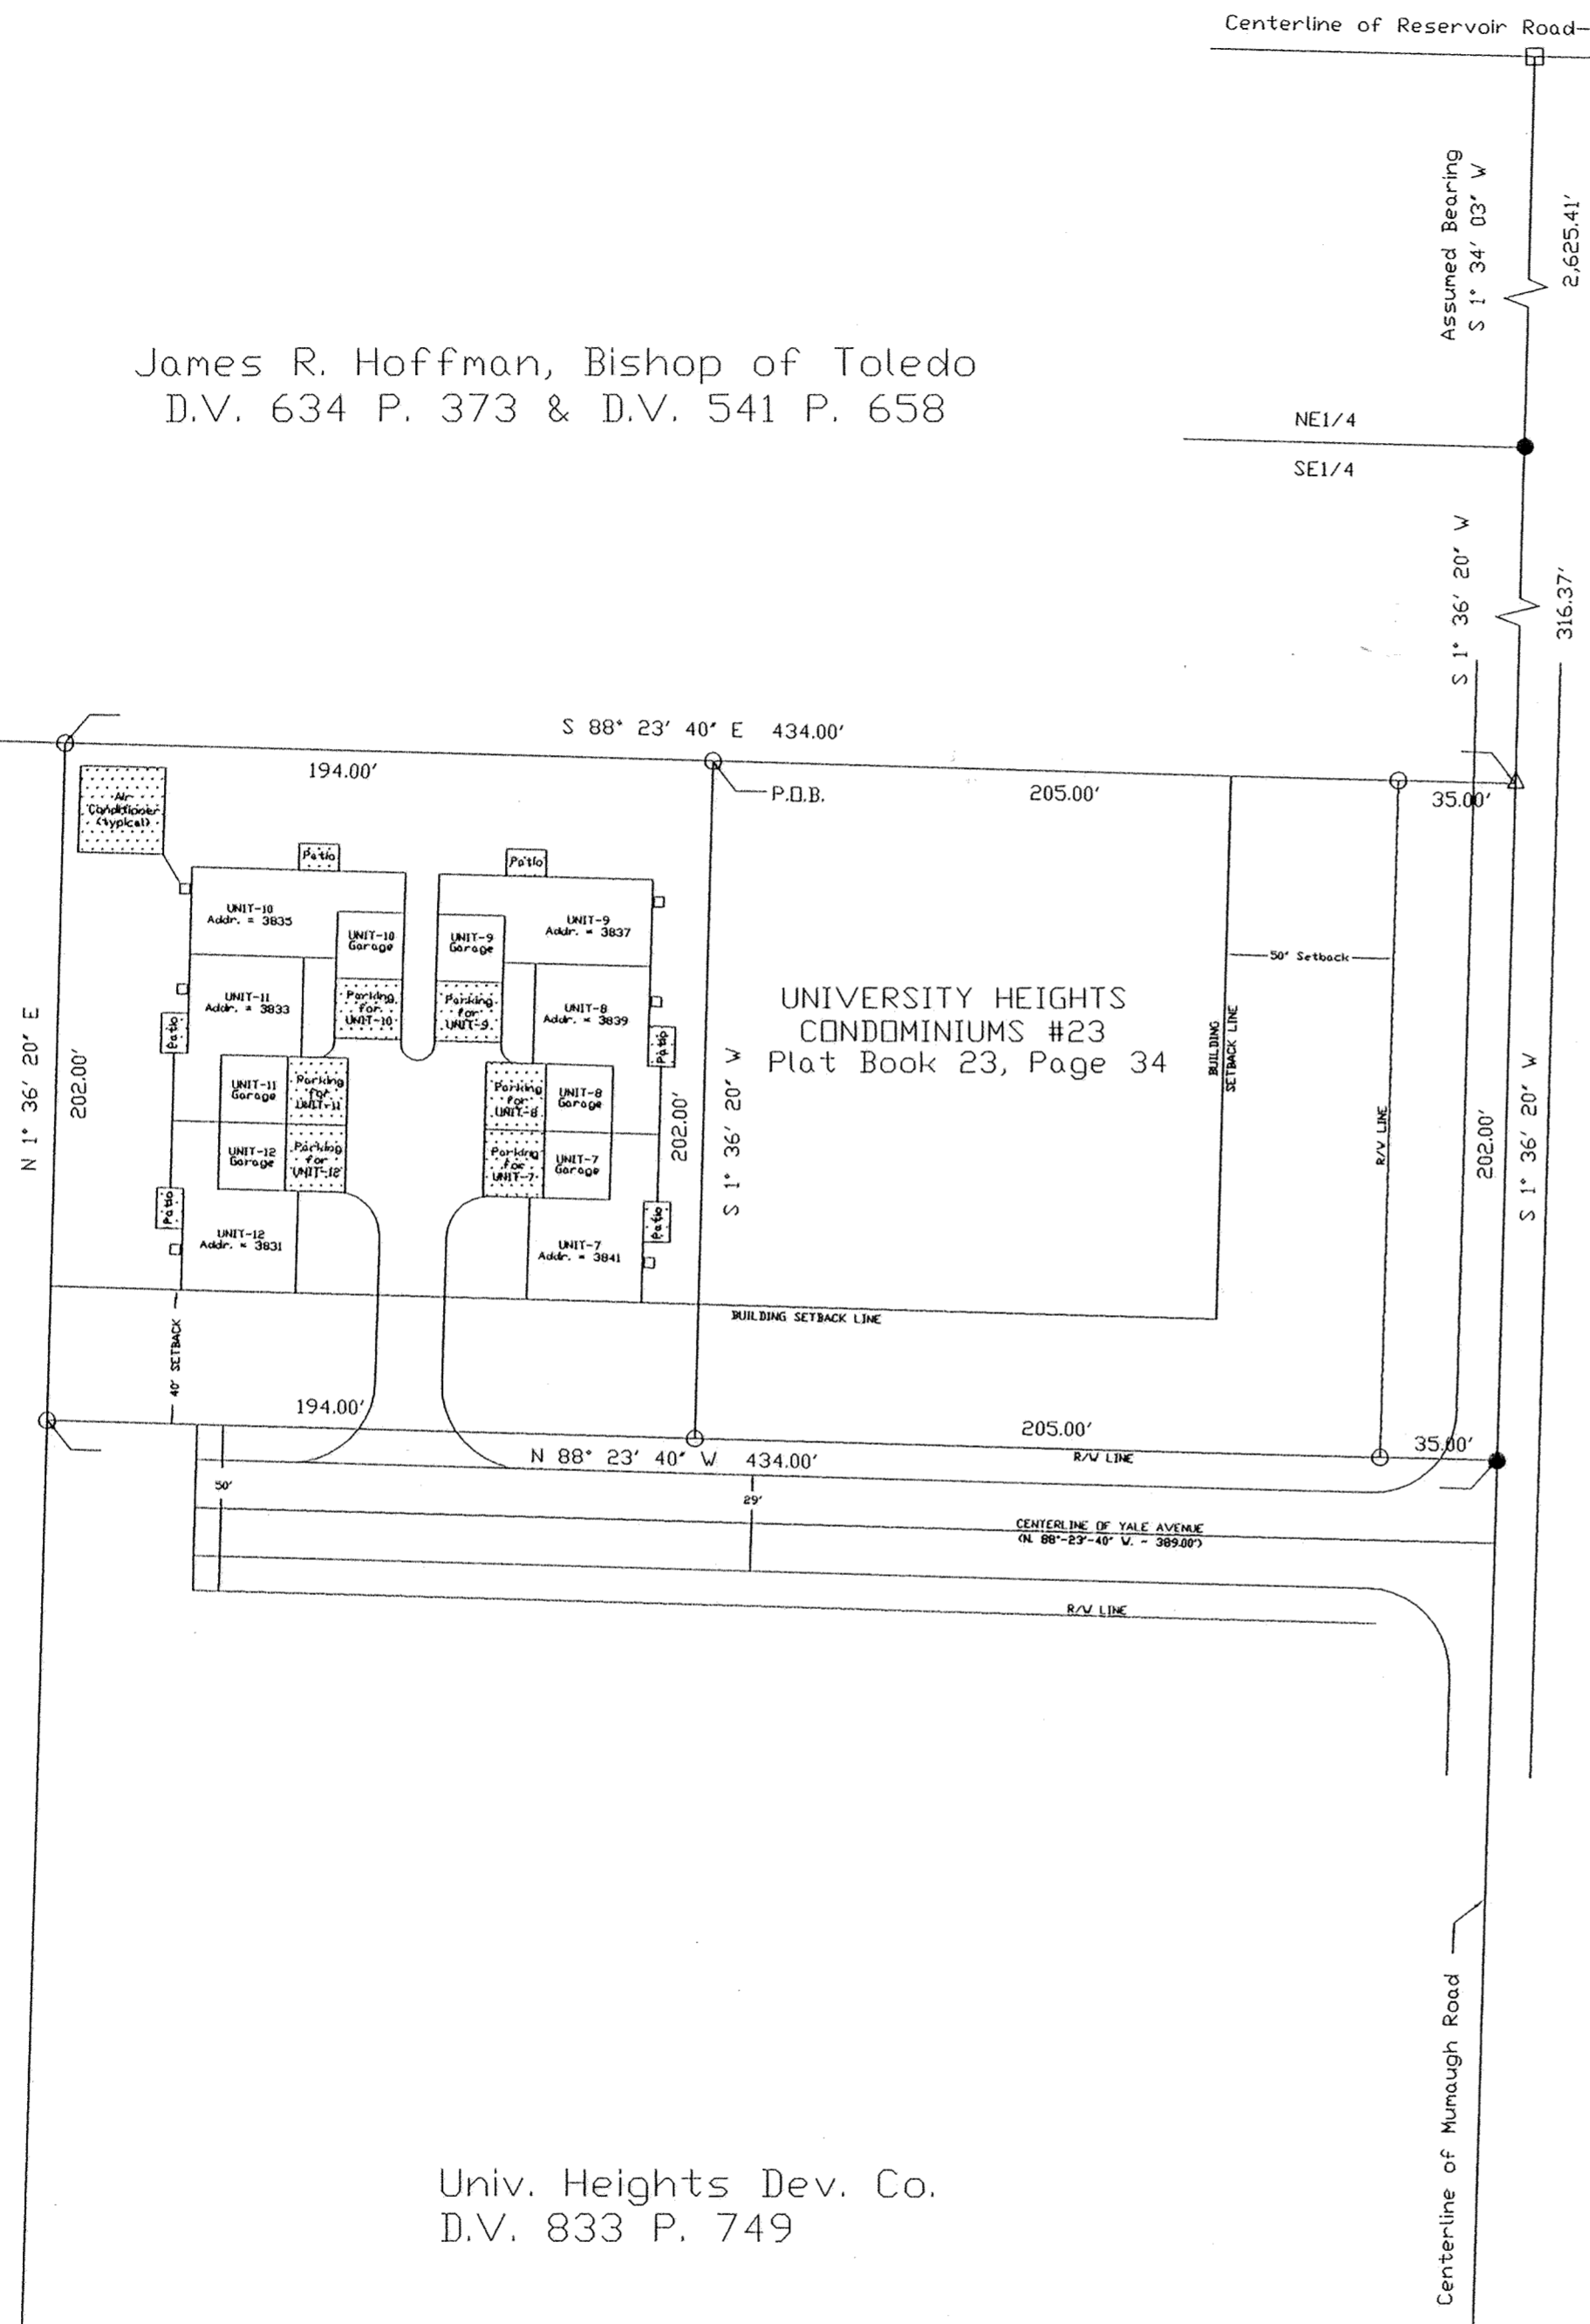 Centerline of Reservoir Road
Assumed Bearing
S 1° 34' 03" W
2,625.41'
James R. Hoffman, Bishop of Toledo
D.V. 634 P. 373 & D.V. 541 P. 658
NE1/4
SE1/4
S 1° 36' 20" W
316.37'
S 88° 23' 40" E 434.00'
194.00'
P.O.B.
205.00'
35.00'
Air
Conditioner
(typical)
Patio
Patio
UNIT-10
Addr. = 3835
UNIT-10
Garage
UNIT-9
Garage
UNIT-9
Addr. = 3837
50' Setback
UNIT-11
Addr. = 3833
Parking
for
UNIT-10
Parking
for
UNIT-9
UNIT-8
Addr. = 3839
UNIVERSITY HEIGHTS
CONDOMINIUMS #23
Plat Book 23, Page 34
BUILDING
SETBACK LINE
N 1° 36' 20" E
202.00'
Patio
Patio
UNIT-11
Garage
Parking
for
UNIT-11
Parking
for
UNIT-8
UNIT-8
Garage
202.00'
S 1° 36' 20" W
R/W LINE
202.00'
S 1° 36' 20" W
UNIT-12
Garage
Parking
for
UNIT-12
Parking
for
UNIT-7
UNIT-7
Garage
Patio
Patio
UNIT-12
Addr. = 3831
UNIT-7
Addr. = 3841
BUILDING SETBACK LINE
40' SETBACK
194.00'
205.00'
35.00'
N 88° 23' 40" W 434.00'
R/W LINE
50'
29'
CENTERLINE OF YALE AVENUE
(N. 88°-23'-40" W. - 389.00')
R/W LINE
Centerline of Mumaugh Road
Univ. Heights Dev. Co.
D.V. 833 P. 749